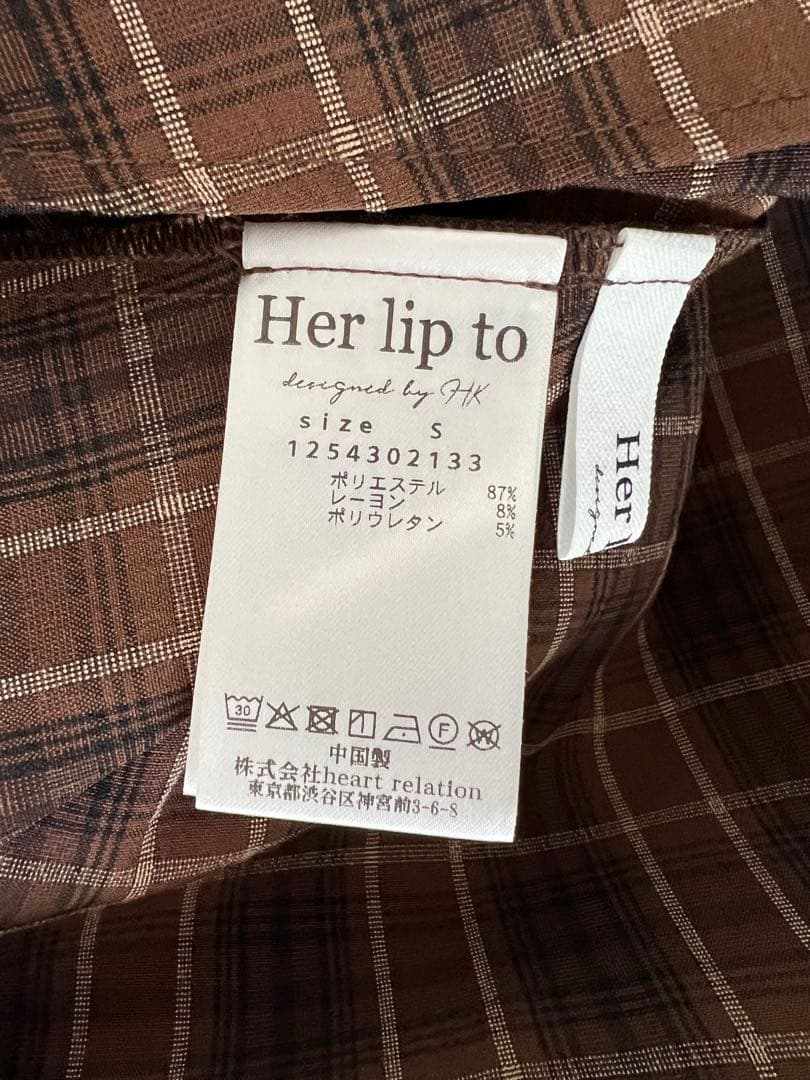 Her lip to
designed by HK
size S
1254302133
ポリエステル 87%
レーヨン 8%
ポリウレタン 5%
30
F
W
中国製
株式会社heart relation
東京都渋谷区神宮前3-6-8
Her